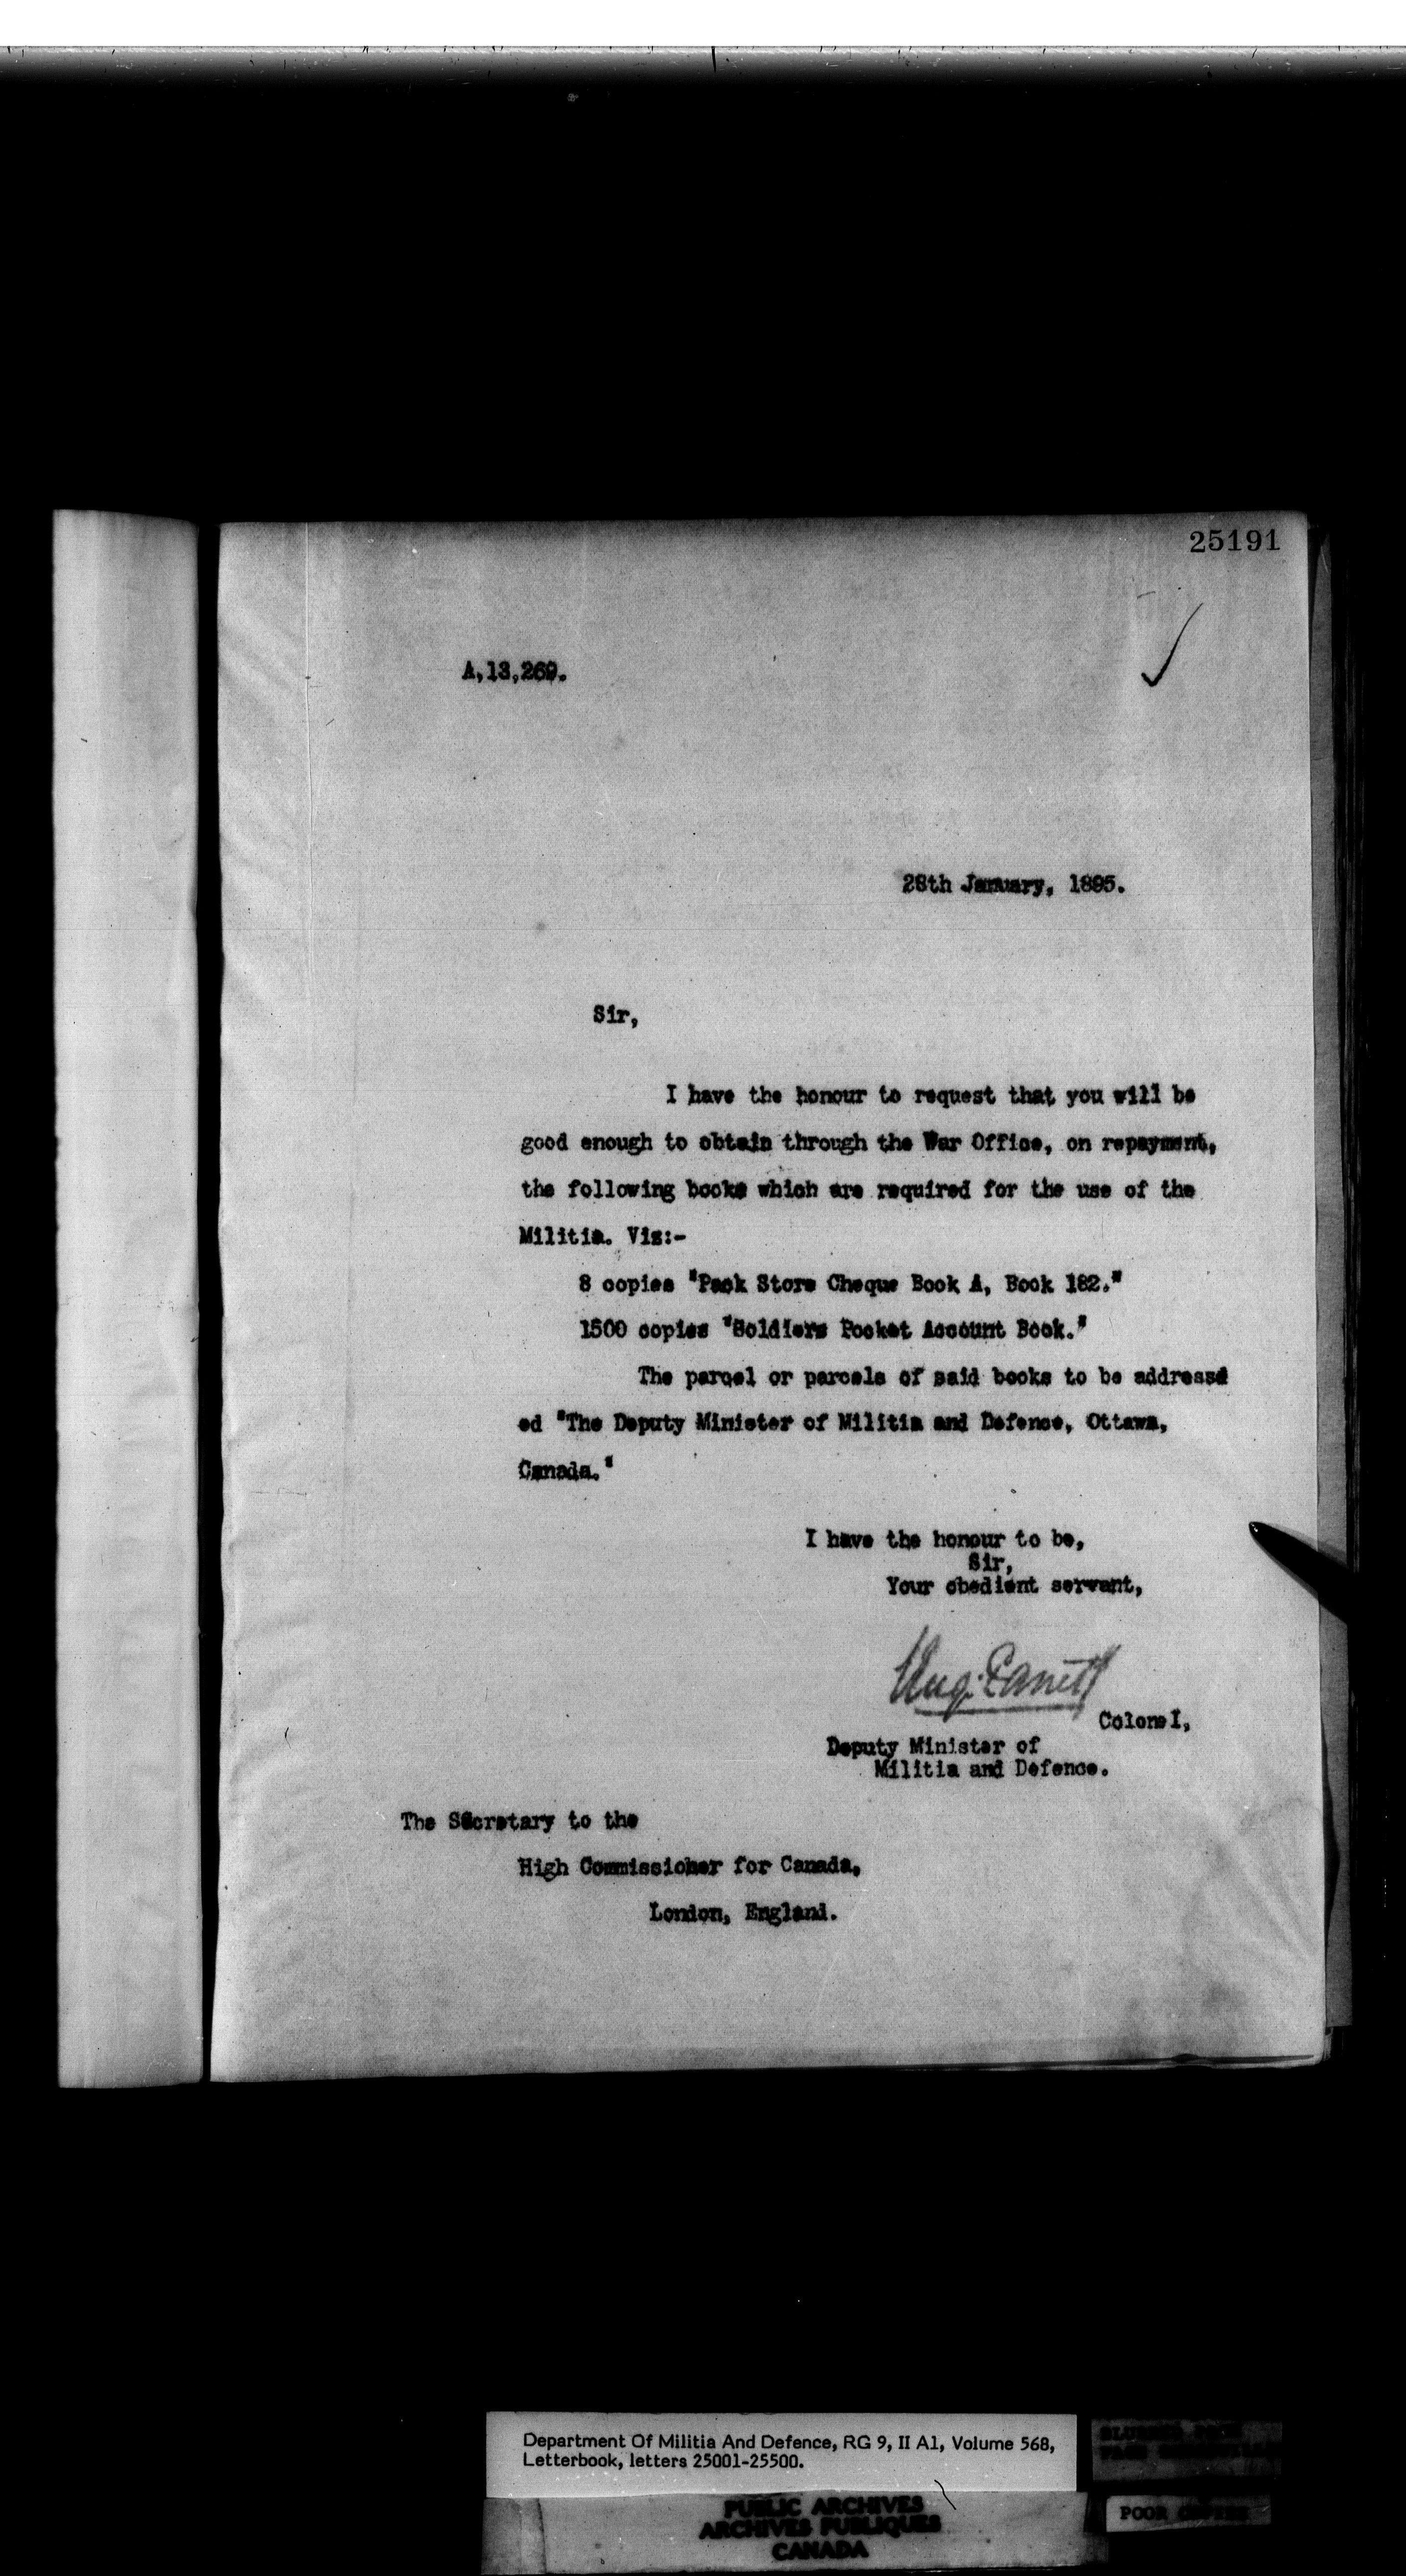 25191
A,13,269.
28th January, 1895.
Sir,
I have the honour to request that you will be
good enough to obtain through the War Office, on repayment,
the following books which are required for the use of the
Militia. Viz:-
8 copies "Pack Store Cheque Book A, Book 182."
1500 copies "Soldiers Pocket Account Book."
The parcel or parcels of said books to be address
ed "The Deputy Minister of Militia and Defence, Ottawa,
Canada."
I have the honour to be,
Sir,
Your obedient servant,
Colonel,
Deputy Minister of
Militia and Defence.
The Secretary to the
High Commissioner for Canada,
London, England.
Department Of Militia And Defence, RG 9, II A1, Volume 568,
Letterbook, letters 25001-25500.
PUBLIC ARCHIVES
ARCHIVES PUBLIQUES
CANADA
POOR